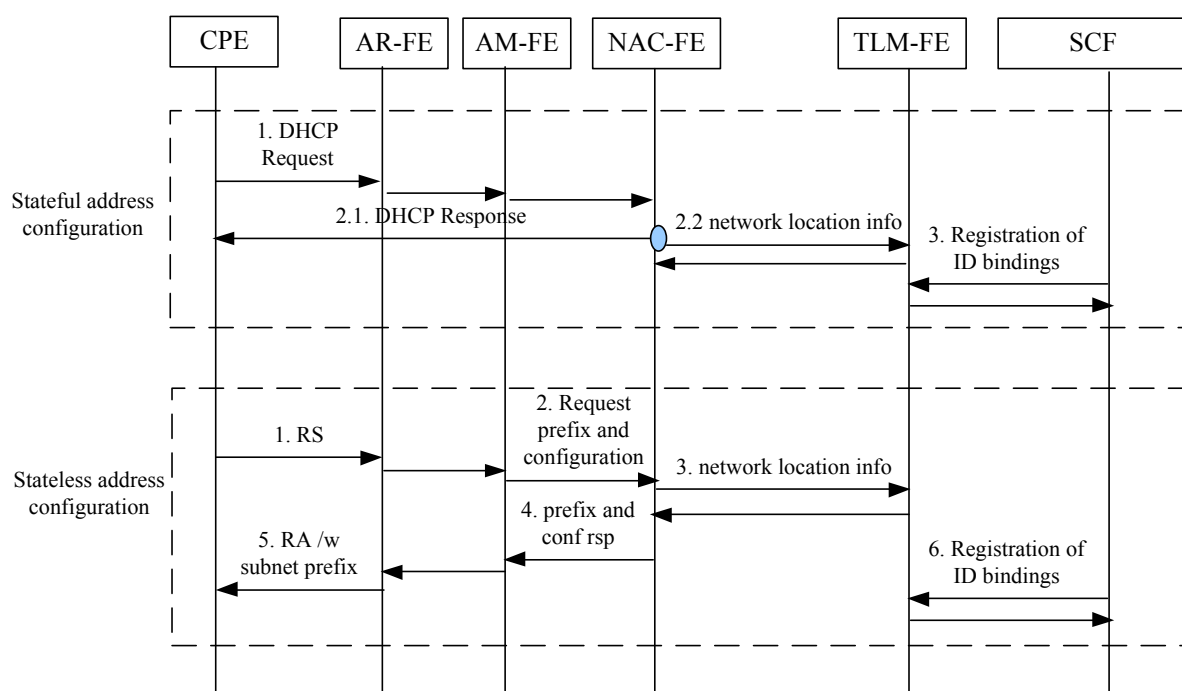 CPE
AR-FE
AM-FE
NAC-FE
TLM-FE
SCF
Stateful address
configuration
1. DHCP
Request
2.1. DHCP Response
2.2 network location info
3. Registration of
ID bindings
Stateless address
configuration
1. RS
2. Request
prefix and
configuration
3. network location info
4. prefix and
conf rsp
5. RA /w
subnet prefix
6. Registration of
ID bindings